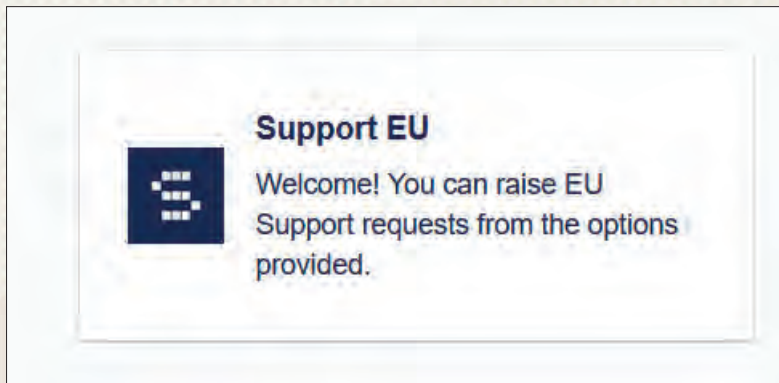 Support EU
Welcome! You can raise EU
Support requests from the options
provided.